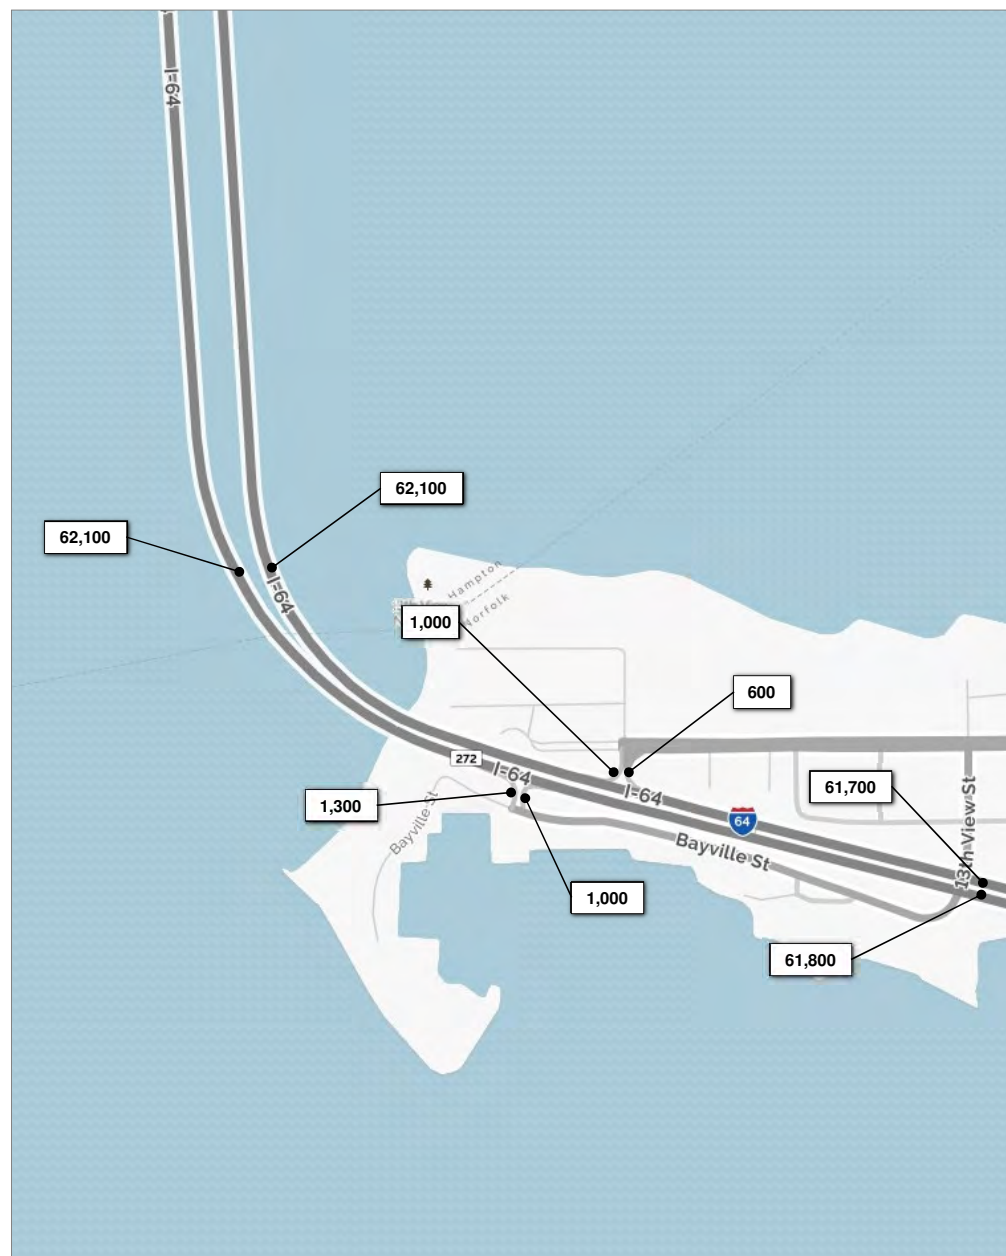 I-64
62,100
62,100
I-64
Hampton
Norfolk
1,000
600
272
I-64
I-64
61,700
64
1,300
Bayville St
Bayville St
13th View St
1,000
61,800